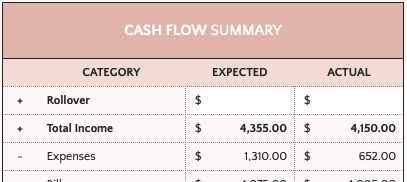 CASH FLOW SUMMARY
CATEGORY EXPECTED ACTUAL
+ Rollover $ $
+ Total Income $ 4,355.00 $ 4,150.00
- Expenses $ 1,310.00 $ 652.00